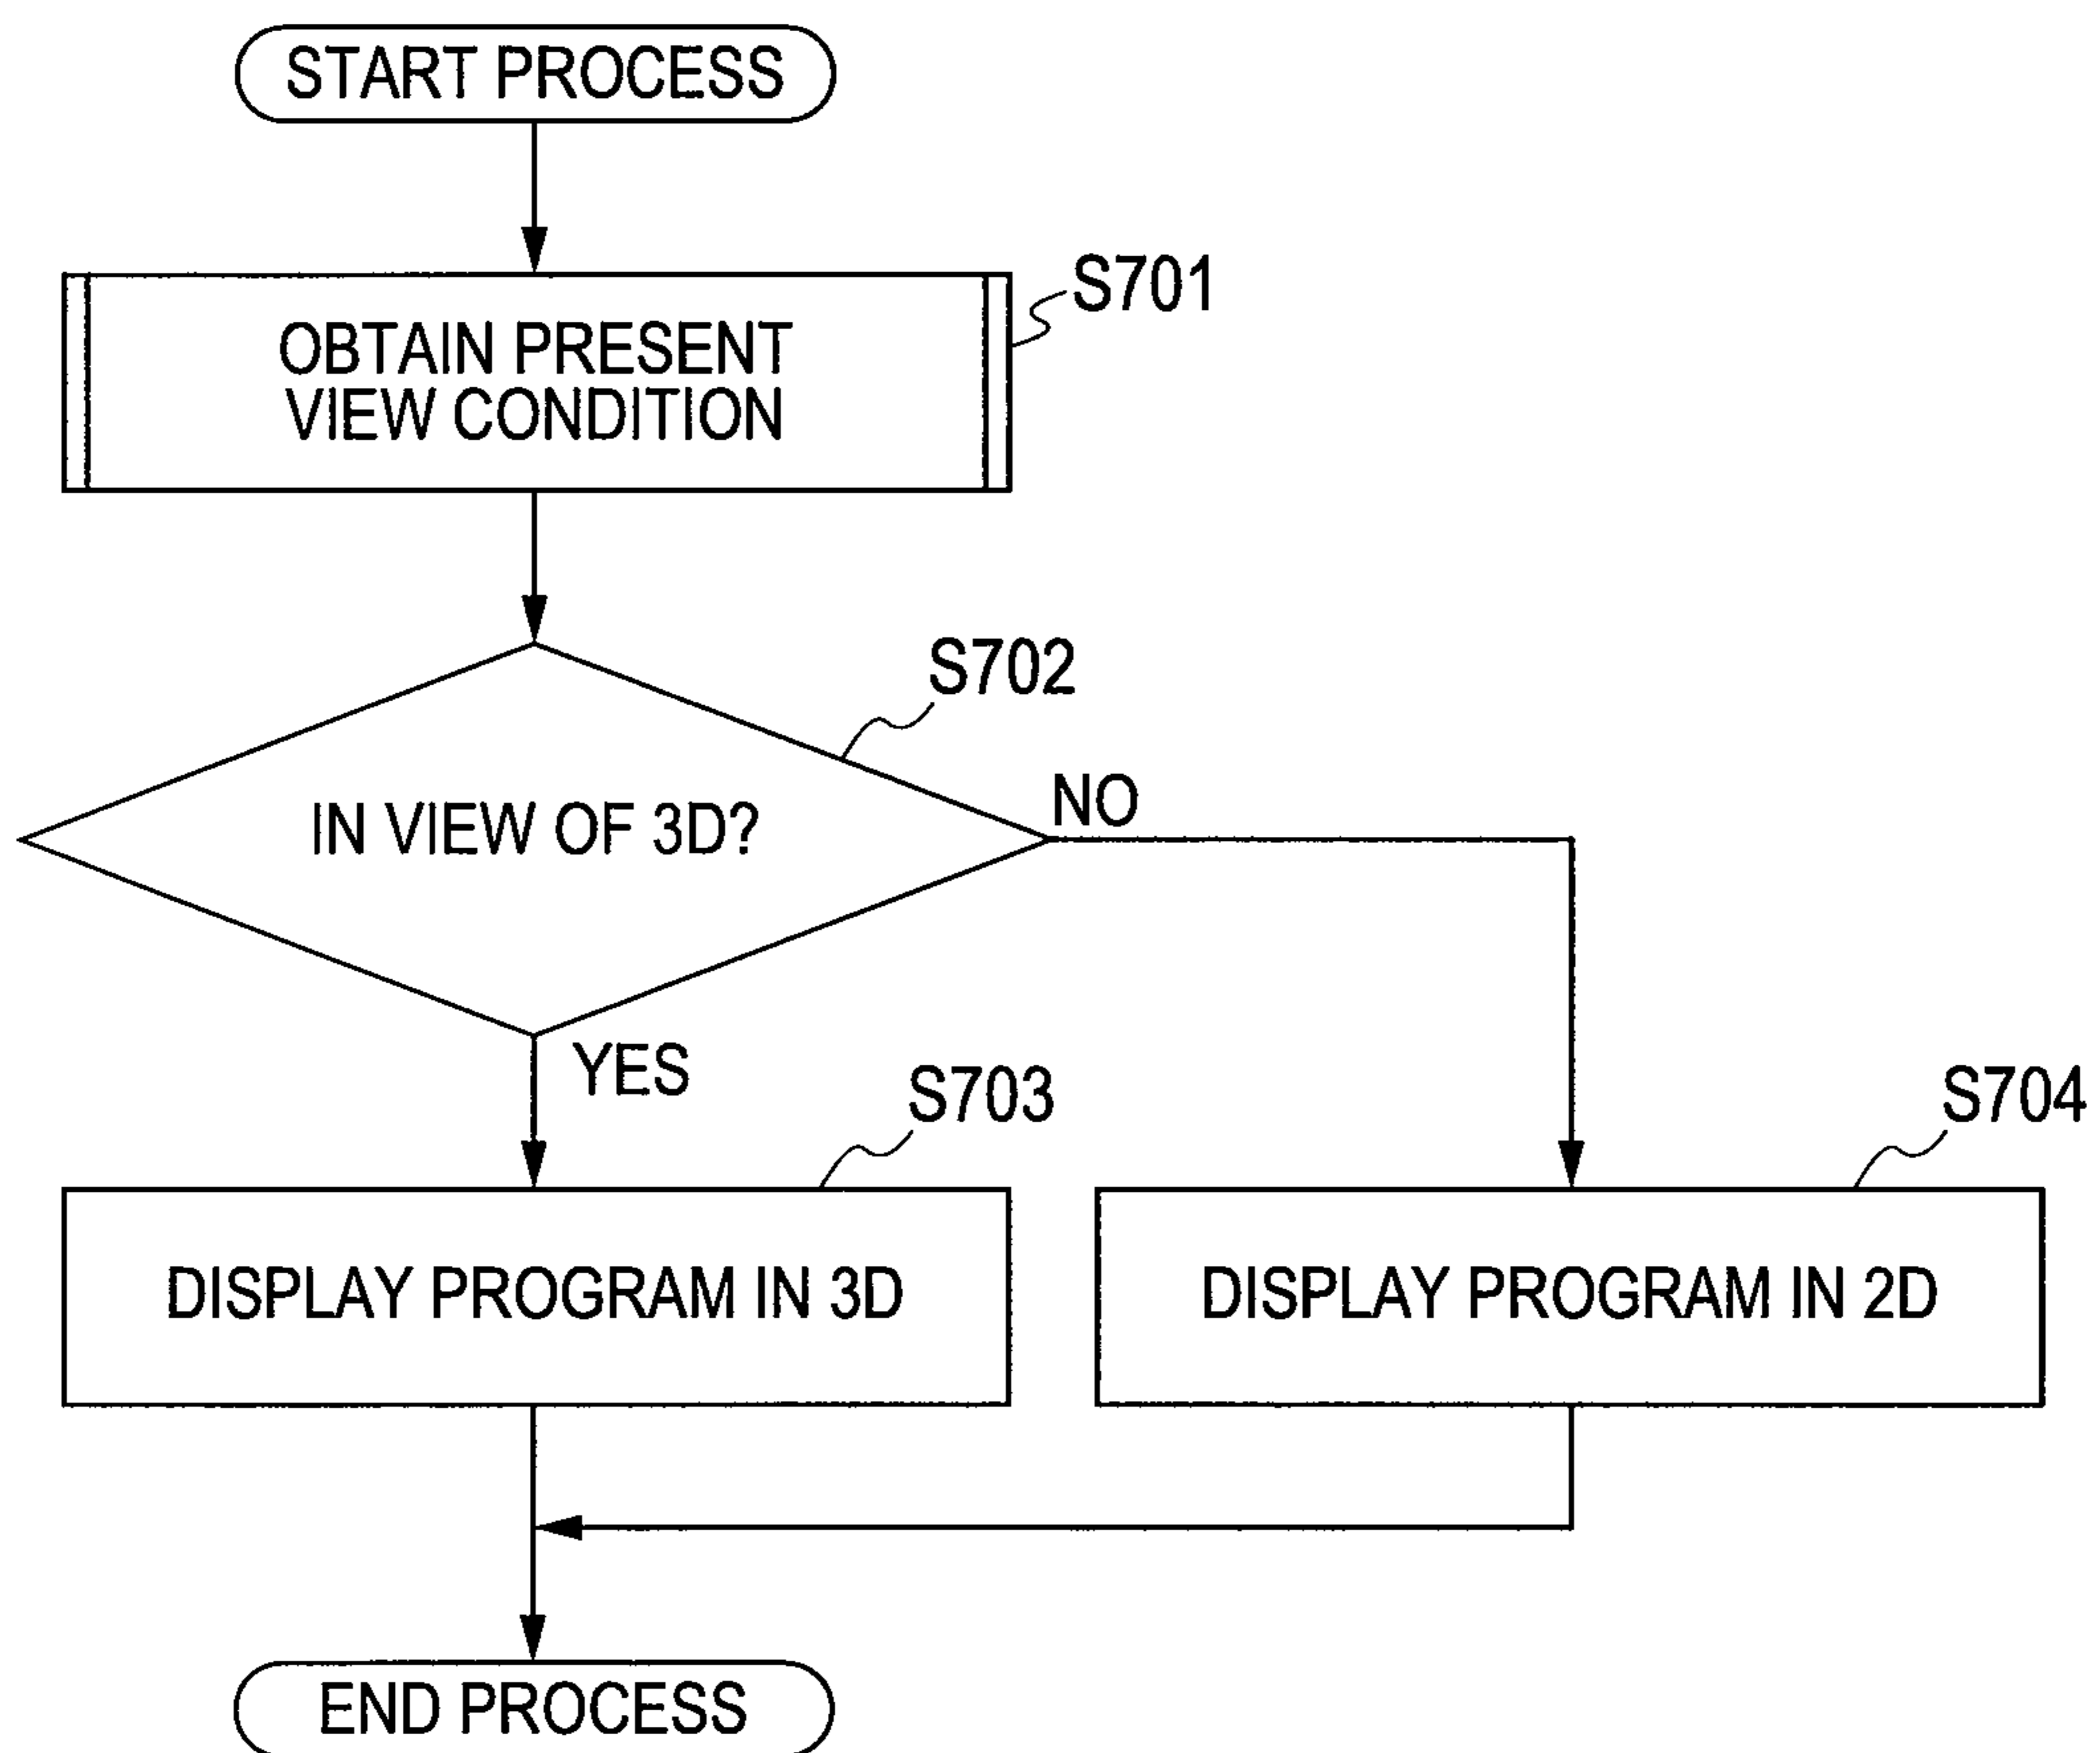 START PROCESS
S701
OBTAIN PRESENT
VIEW CONDITION
S702
IN VIEW OF 3D?
NO
YES
S703
S704
DISPLAY PROGRAM IN 3D
DISPLAY PROGRAM IN 2D
END PROCESS